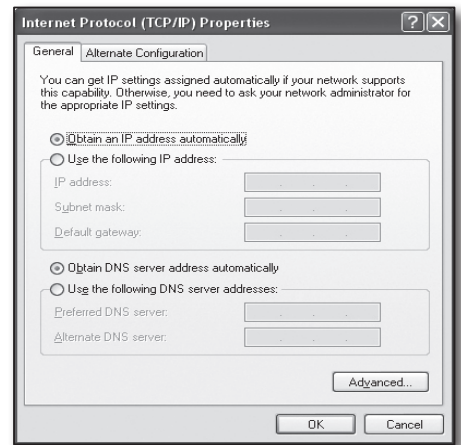 Internet Protocol (TCP/IP) Properties
General
Alternate Configuration
You can get IP settings assigned automatically if your network supports
this capability. Otherwise, you need to ask your network administrator for
the appropriate IP settings.
Obtain an IP address automatically
Use the following IP address:
IP address:
Subnet mask:
Default gateway:
Obtain DNS server address automatically
Use the following DNS server addresses:
Preferred DNS server:
Alternate DNS server:
Advanced...
OK
Cancel